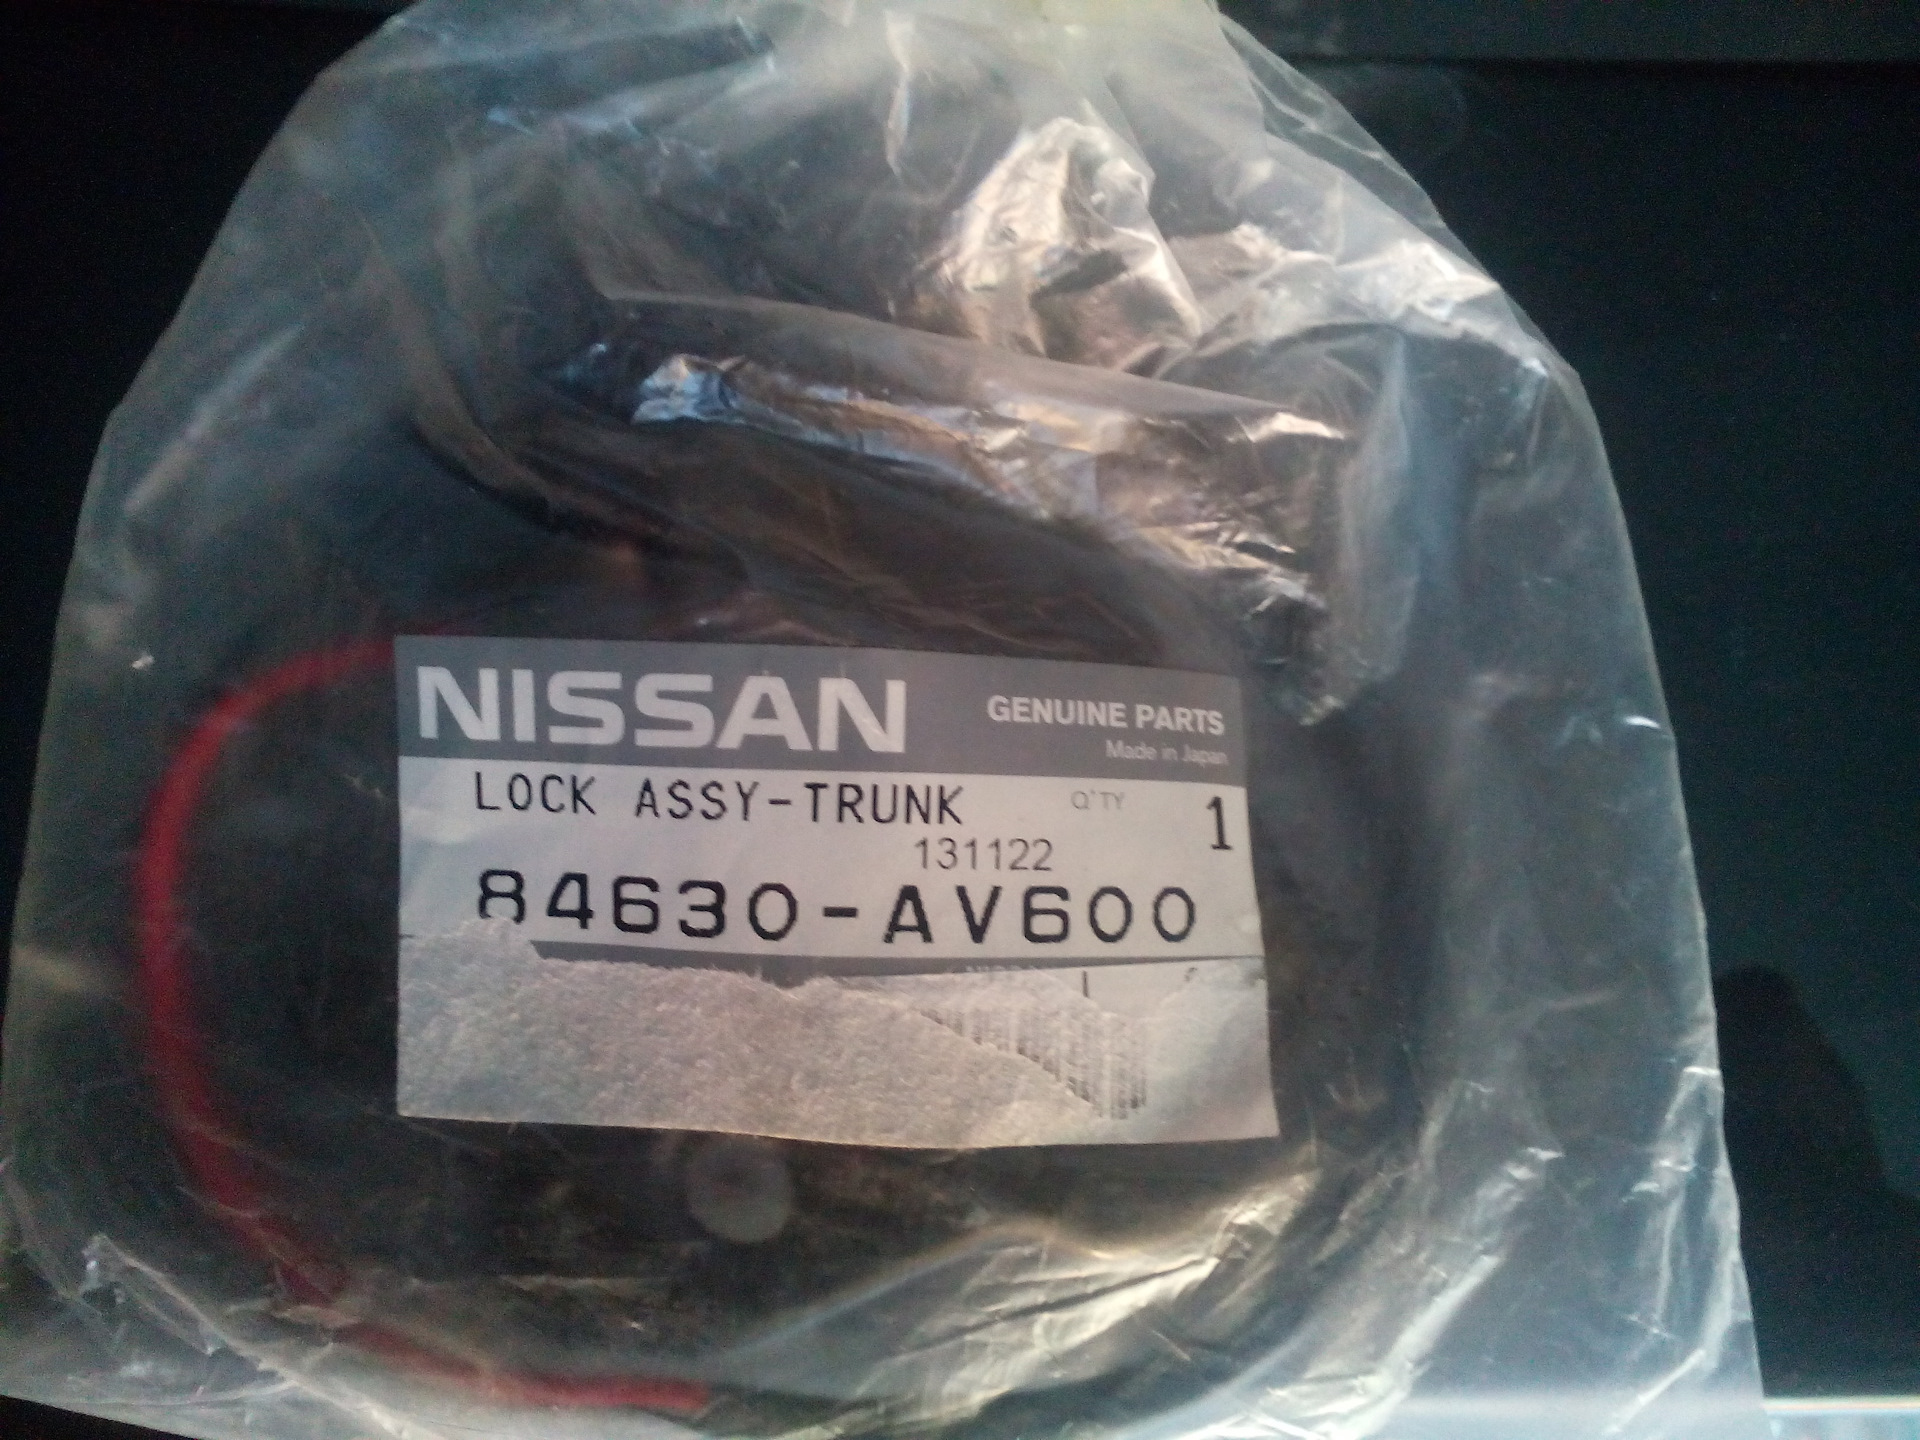 NISSAN GENUINE PARTS
Made in Japan
LOCK ASSY-TRUNK Q'TY 1
131122
84630-AV600